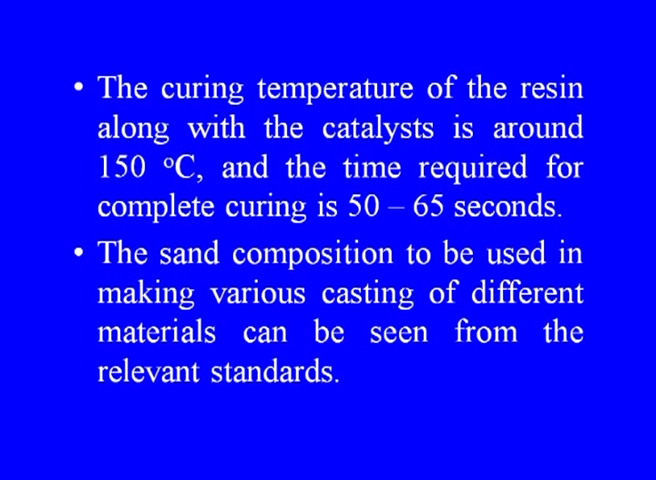 • The curing temperature of the resin
along with the catalysts is around
150 ºC, and the time required for
complete curing is 50 – 65 seconds.
• The sand composition to be used in
making various casting of different
materials can be seen from the
relevant standards.